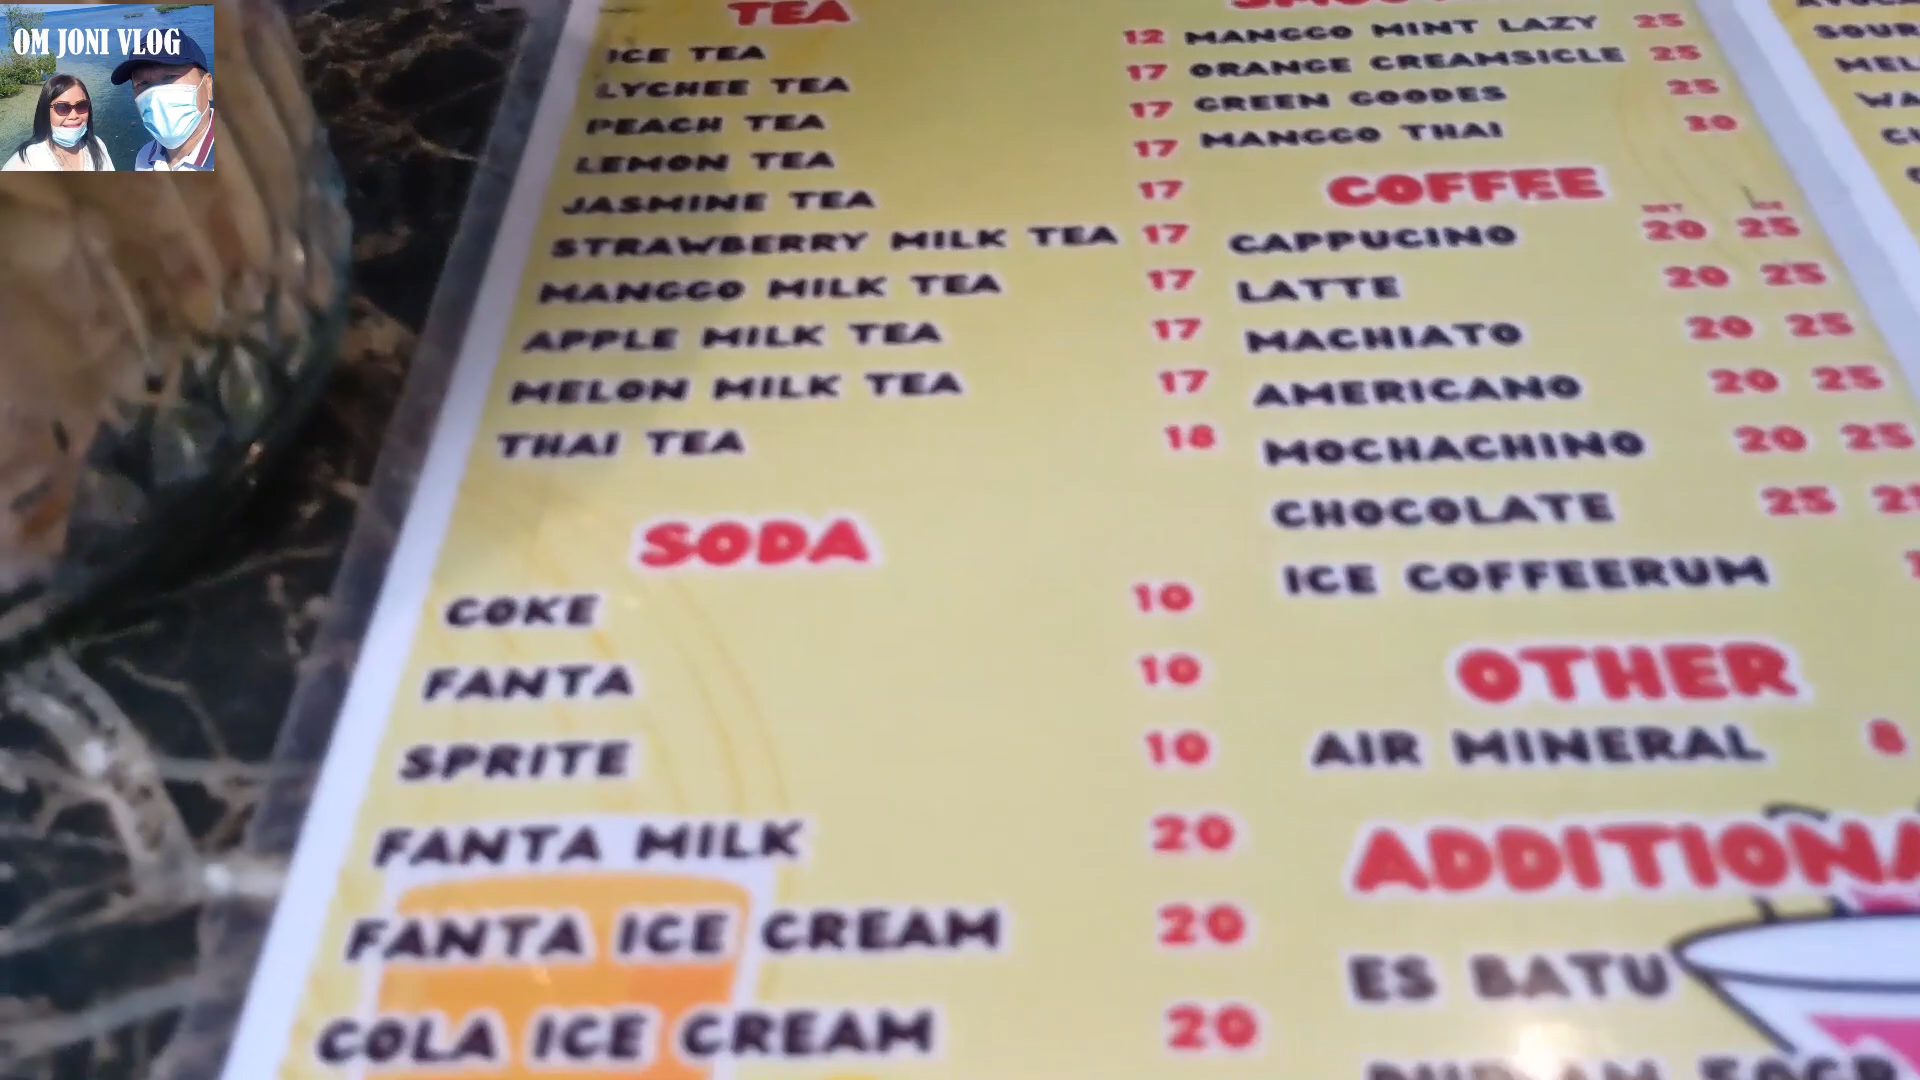 OM JONI VLOG
TEA
ICE TEA 12
LYCHEE TEA 17
PEACH TEA 17
LEMON TEA 17
JASMINE TEA 17
STRAWBERRY MILK TEA 17
MANGGO MILK TEA 17
APPLE MILK TEA 17
MELON MILK TEA 17
THAI TEA 18
SODA
COKE 10
FANTA 10
SPRITE 10
FANTA MILK 20
FANTA ICE CREAM 20
COLA ICE CREAM 20
MANGGO MINT LAZY 25
ORANGE CREAMSICLE 25
GREEN GOODES 25
MANGGO THAI 30
COFFEE
CAPPUCINO 20 25
LATTE 20 25
MACHIATO 20 25
AMERICANO 20 25
MOCHACHINO 20 25
CHOCOLATE 25
ICE COFFEERUM
OTHER
AIR MINERAL 8
ES BATU